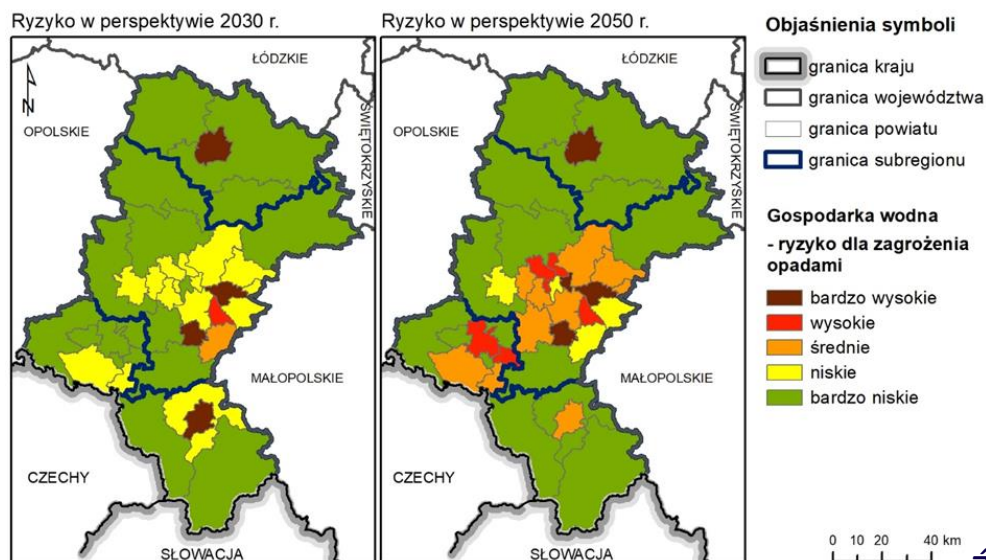 Ryzyko w perspektywie 2030 r.
ŁÓDZKIE
N
OPOLSKIE
ŚWIĘTOKRZYSKIE
MAŁOPOLSKIE
CZECHY
SŁOWACJA
Ryzyko w perspektywie 2050 r.
ŁÓDZKIE
OPOLSKIE
ŚWIĘTOKRZYSKIE
MAŁOPOLSKIE
CZECHY
SŁOWACJA
Objaśnienia symboli
granica kraju
granica województwa
granica powiatu
granica subregionu
Gospodarka wodna
- ryzyko dla zagrożenia
opadami
bardzo wysokie
wysokie
średnie
niskie
bardzo niskie
0 10 20 40 km